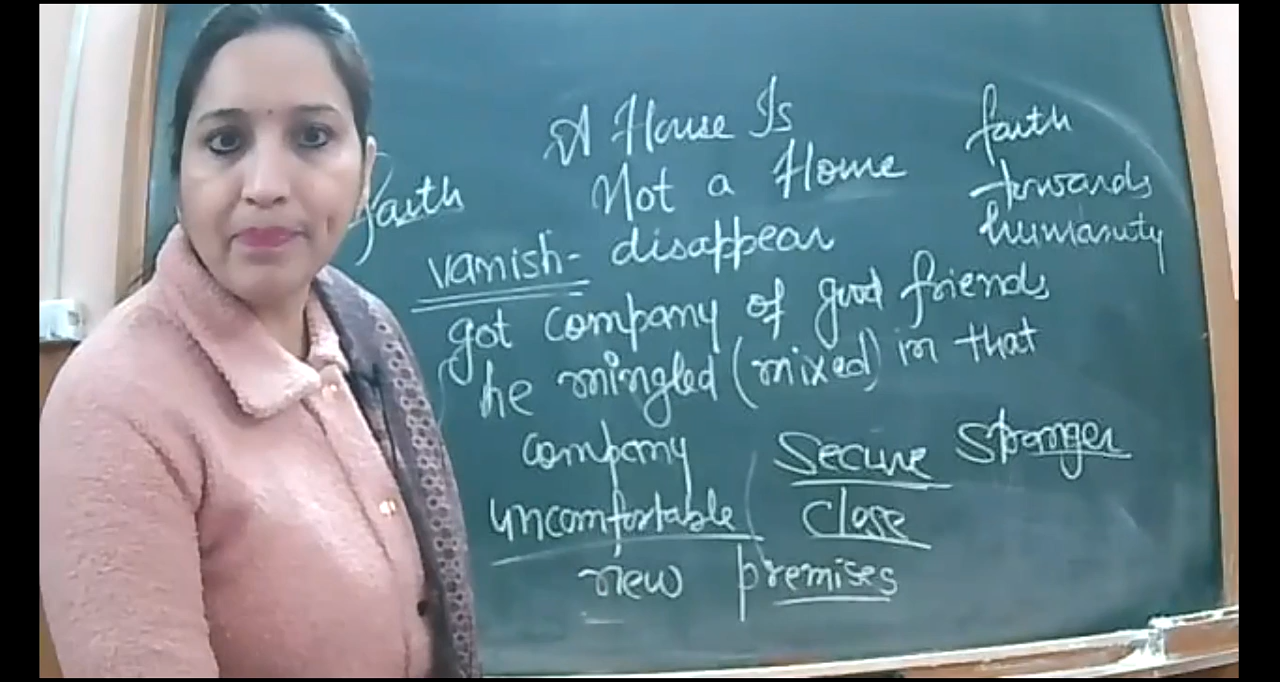 A House Is
Not a Home
faith
towards
humanity
faith
vanish - disappear
got company of good friends
he mingled (mixed) in that
company
secure stranger
uncomfortable close
new premises